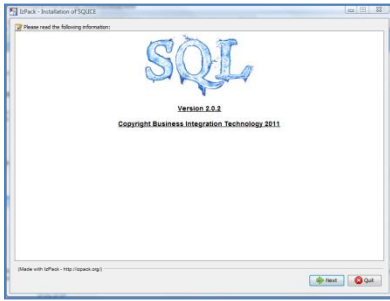 IzPack - Installation of SQLICE
Please read the following information:
SQL
Version 2.0.2
Copyright Business Integration Technology 2011
(Made with IzPack - http://izpack.org/)
Next
Quit